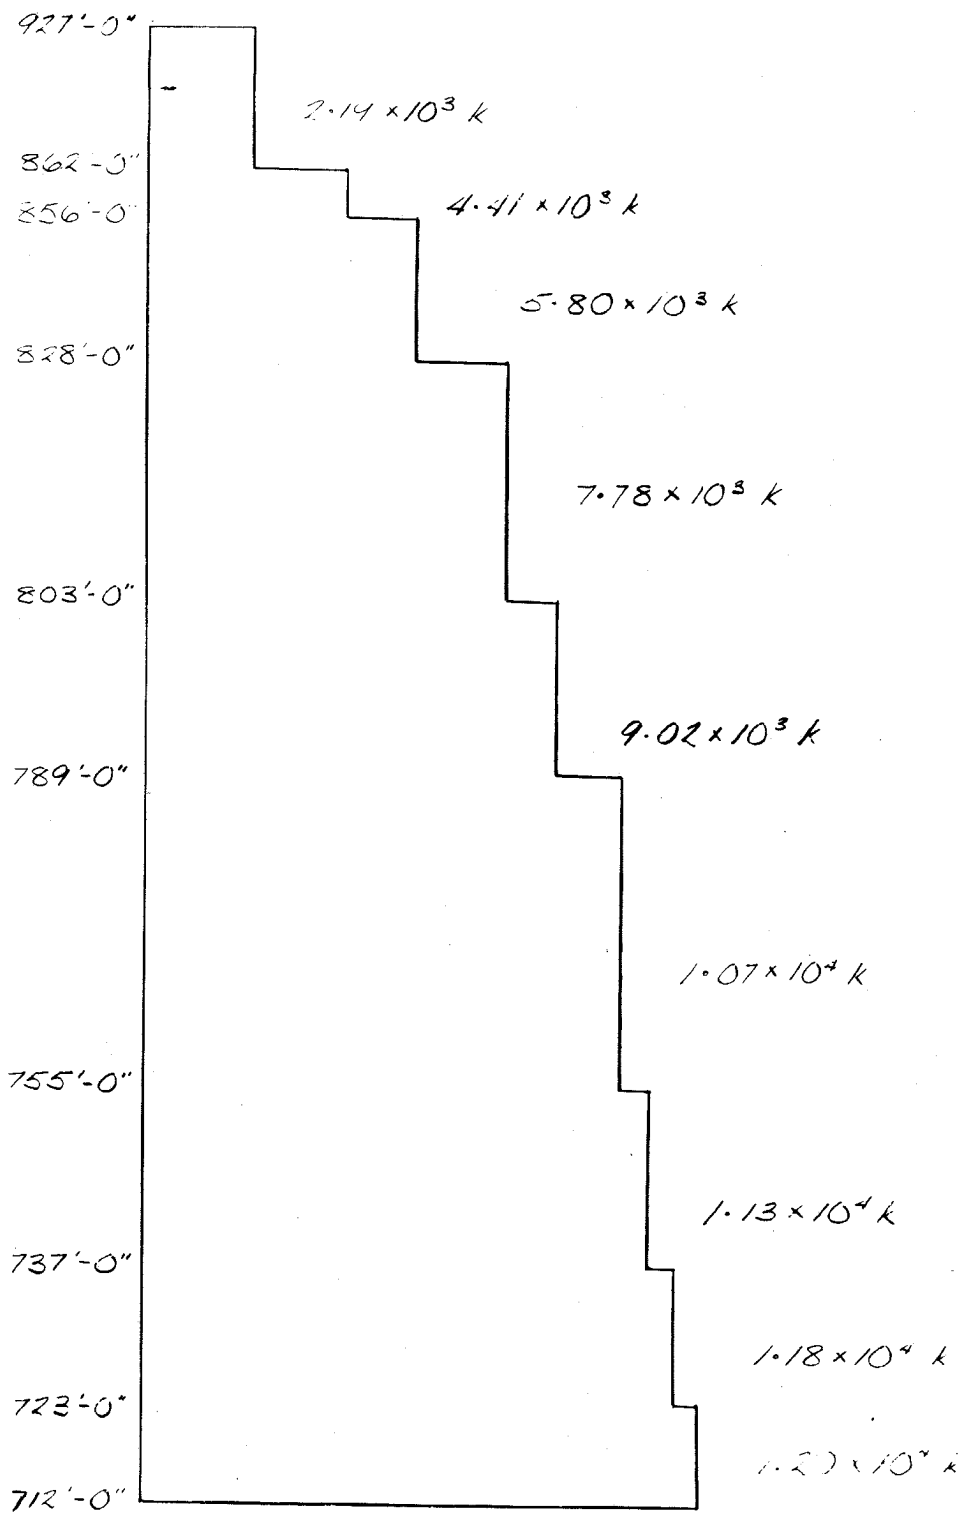 927'-0"
2.14 × 10³ k
862'-0"
856'-0"
4.41 × 10³ k
5.80 × 10³ k
828'-0"
7.78 × 10³ k
803'-0"
9.02 × 10³ k
789'-0"
1.07 × 10⁴ k
755'-0"
1.13 × 10⁴ k
737'-0"
1.18 × 10⁴ k
723'-0"
712'-0"